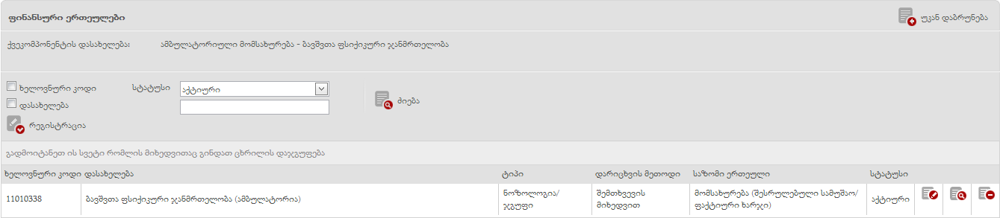 ფინანსური ერთეულები
უკან დაბრუნება
ქვეკომპონენტის დასახელება: ამბულატორიული მომსახურება - ბავშვთა ფსიქიკური ჯანმრთელობა
ხელოვნური კოდი სტატუსი აქტიური
დასახელება
ძიება
რეგისტრაცია
გადმოიტანეთ ის სვეტი რომლის მიხედვითაც გინდათ ცხრილის დაჯგუფება
ხელოვნური კოდი დასახელება ტიპი დარიცხვის მეთოდი საზომი ერთეული სტატუსი
11010338 ბავშვთა ფსიქიკური ჯანმრთელობა (ამბულატორია) ნოზოლოგია/ შემთხვევის მომსახურება (შესრულებული სამუშაო/ აქტიური
ჯგუფი მიხედვით ფაქტიური ხარჯი)